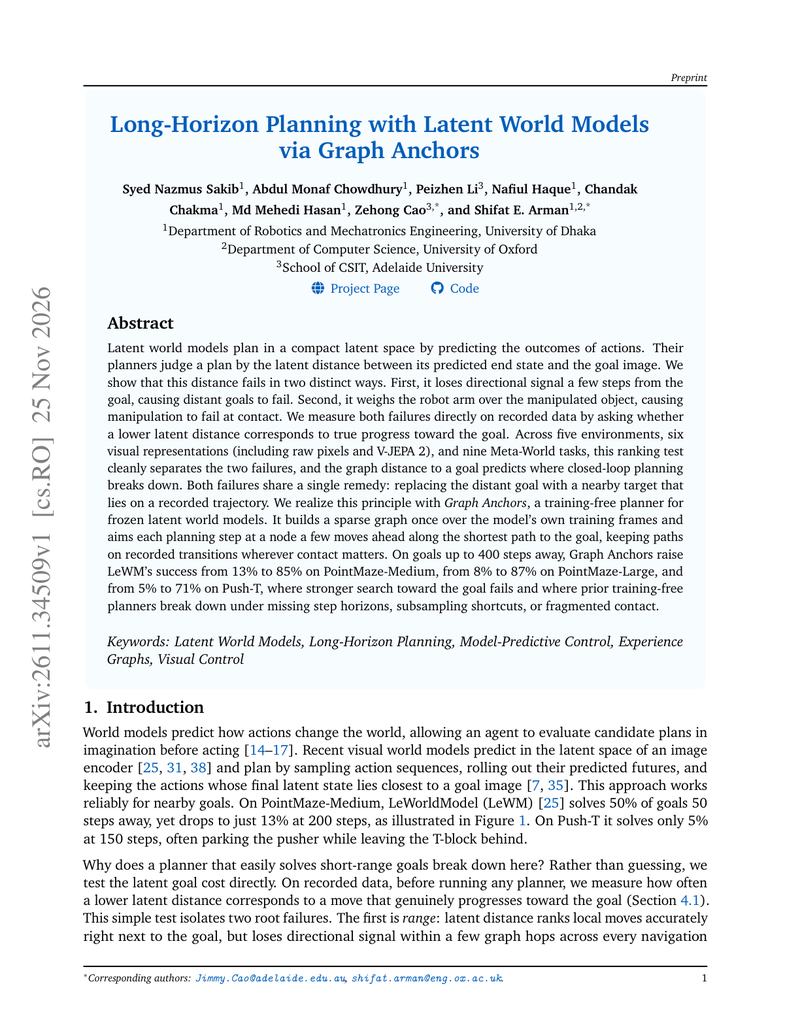 Preprint
Long-Horizon Planning with Latent World Models
via Graph Anchors
Syed Nazmus Sakib1, Abdul Monaf Chowdhury1, Peizhen Li3, Nafiul Haque1, Chandak
Chakma1, Md Mehedi Hasan1, Zehong Cao3,*, and Shifat E. Arman1,2,*
1Department of Robotics and Mechatronics Engineering, University of Dhaka
2Department of Computer Science, University of Oxford
3School of CSIT, Adelaide University
Project Page Code
Abstract
Latent world models plan in a compact latent space by predicting the outcomes of actions. Their
planners judge a plan by the latent distance between its predicted end state and the goal image. We
show that this distance fails in two distinct ways. First, it loses directional signal a few steps from the
goal, causing distant goals to fail. Second, it weighs the robot arm over the manipulated object, causing
manipulation to fail at contact. We measure both failures directly on recorded data by asking whether
a lower latent distance corresponds to true progress toward the goal. Across five environments, six
visual representations (including raw pixels and V-JEPA 2), and nine Meta-World tasks, this ranking test
cleanly separates the two failures, and the graph distance to a goal predicts where closed-loop planning
breaks down. Both failures share a single remedy: replacing the distant goal with a nearby target that
lies on a recorded trajectory. We realize this principle with Graph Anchors, a training-free planner for
frozen latent world models. It builds a sparse graph once over the model's own training frames and
aims each planning step at a node a few moves ahead along the shortest path to the goal, keeping paths
on recorded transitions wherever contact matters. On goals up to 400 steps away, Graph Anchors raise
LeWM's success from 13% to 85% on PointMaze-Medium, from 8% to 87% on PointMaze-Large, and
from 5% to 71% on Push-T, where stronger search toward the goal fails and where prior training-free
planners break down under missing step horizons, subsampling shortcuts, or fragmented contact.
Keywords: Latent World Models, Long-Horizon Planning, Model-Predictive Control, Experience
Graphs, Visual Control
1. Introduction
World models predict how actions change the world, allowing an agent to evaluate candidate plans in
imagination before acting [14–17]. Recent visual world models predict in the latent space of an image
encoder [25, 31, 38] and plan by sampling action sequences, rolling out their predicted futures, and
keeping the actions whose final latent state lies closest to a goal image [7, 35]. This approach works
reliably for nearby goals. On PointMaze-Medium, LeWorldModel (LeWM) [25] solves 50% of goals 50
steps away, yet drops to just 13% at 200 steps, as illustrated in Figure 1. On Push-T it solves only 5%
at 150 steps, often parking the pusher while leaving the T-block behind.
Why does a planner that easily solves short-range goals break down here? Rather than guessing, we
test the latent goal cost directly. On recorded data, before running any planner, we measure how often
a lower latent distance corresponds to a move that genuinely progresses toward the goal (Section 4.1).
This simple test isolates two root failures. The first is range: latent distance ranks local moves accurately
right next to the goal, but loses directional signal within a few graph hops across every navigation
*Corresponding authors: Jimmy.Cao@adelaide.edu.au, shifat.arman@eng.ox.ac.uk.
1
arXiv:2611.34509v1 [cs.RO] 25 Nov 2026